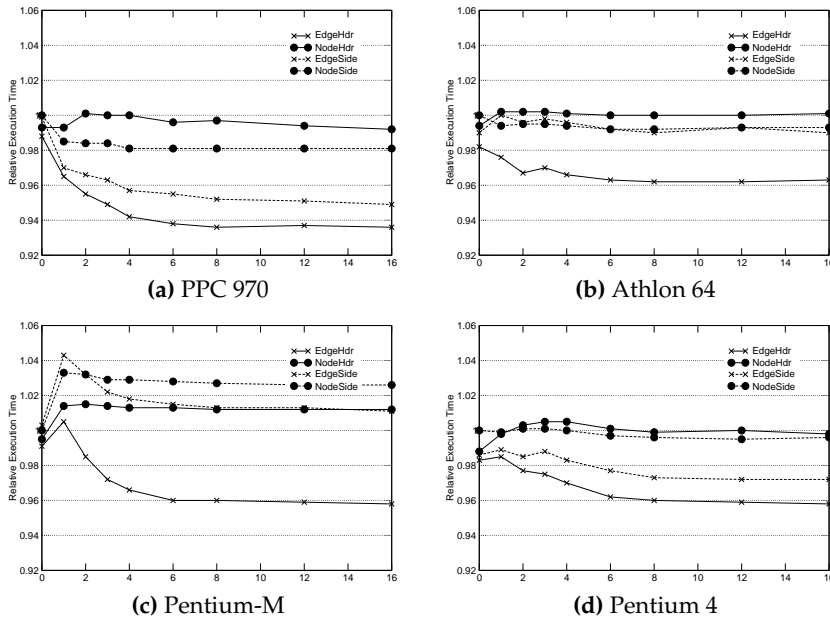 1.06
1.04
1.02
1.00
0.98
0.96
0.94
0.92
Relative Execution Time
EdgeHdr
NodeHdr
EdgeSide
NodeSide
0 2 4 6 8 10 12 14 16
(a) PPC 970
1.06
1.04
1.02
1.00
0.98
0.96
0.94
0.92
Relative Execution Time
EdgeHdr
NodeHdr
EdgeSide
NodeSide
0 2 4 6 8 10 12 14 16
(b) Athlon 64
1.06
1.04
1.02
1.00
0.98
0.96
0.94
0.92
Relative Execution Time
EdgeHdr
NodeHdr
EdgeSide
NodeSide
0 2 4 6 8 10 12 14 16
(c) Pentium-M
1.06
1.04
1.02
1.00
0.98
0.96
0.94
0.92
Relative Execution Time
EdgeHdr
NodeHdr
EdgeSide
NodeSide
0 2 4 6 8 10 12 14 16
(d) Pentium 4